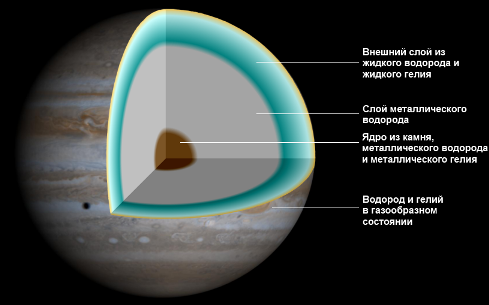 Внешний слой из
жидкого водорода и
жидкого гелия
Слой металлического
водорода
Ядро из камня,
металлического водорода
и металлического гелия
Водород и гелий
в газообразном
состоянии